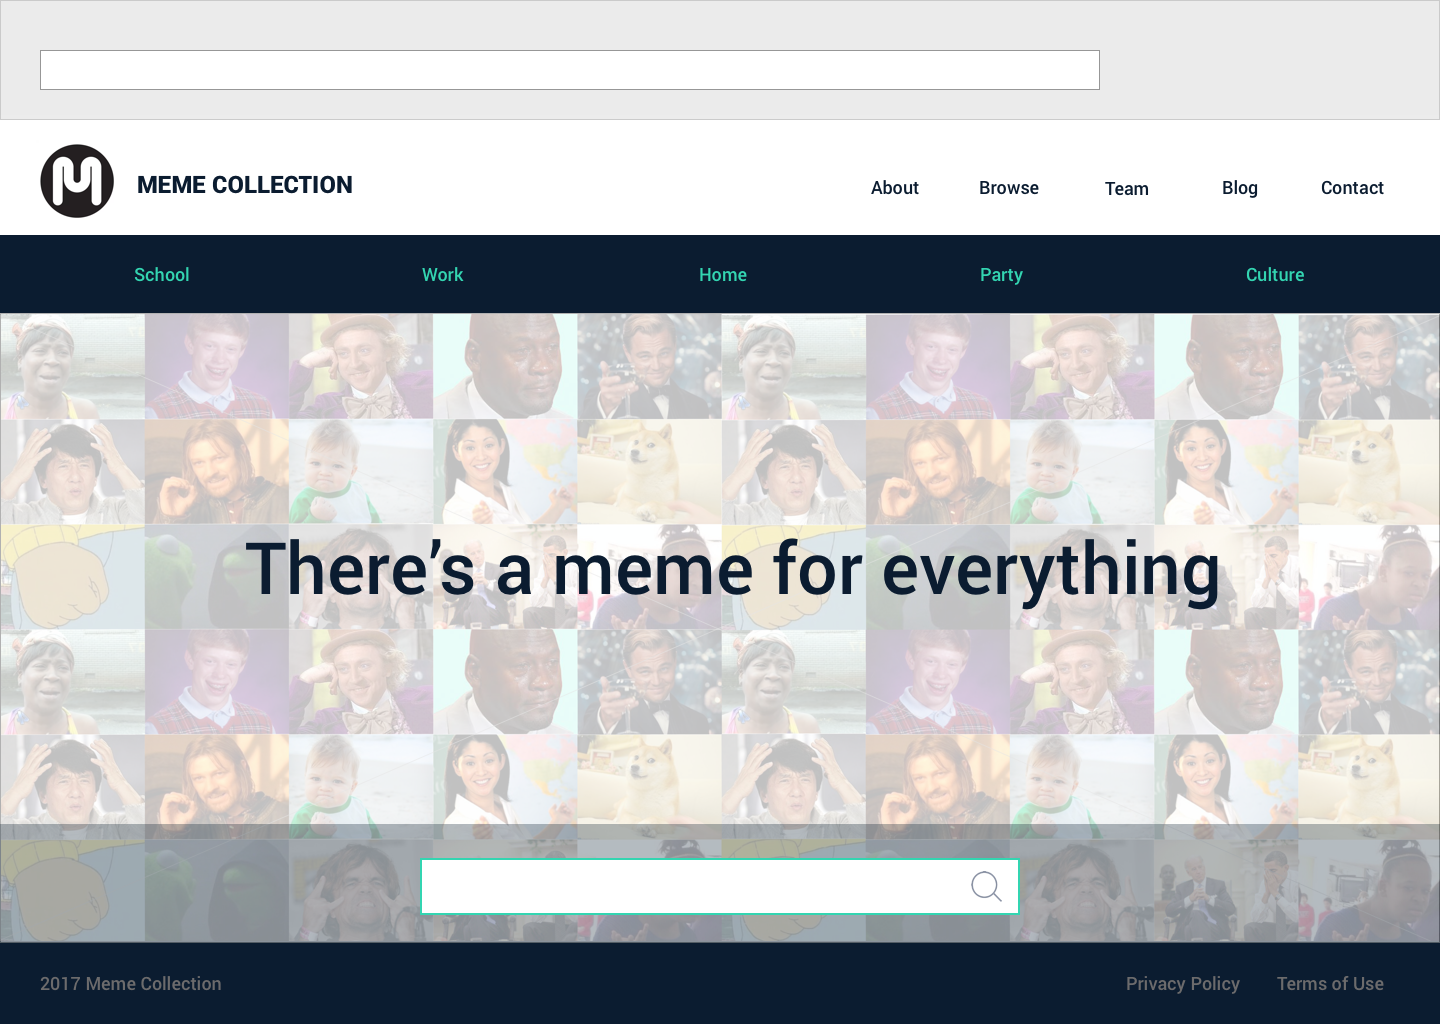 M
MEME COLLECTION
About Browse Team Blog Contact
School Work Home Party Culture
There’s a meme for everything
2017 Meme Collection Privacy Policy Terms of Use